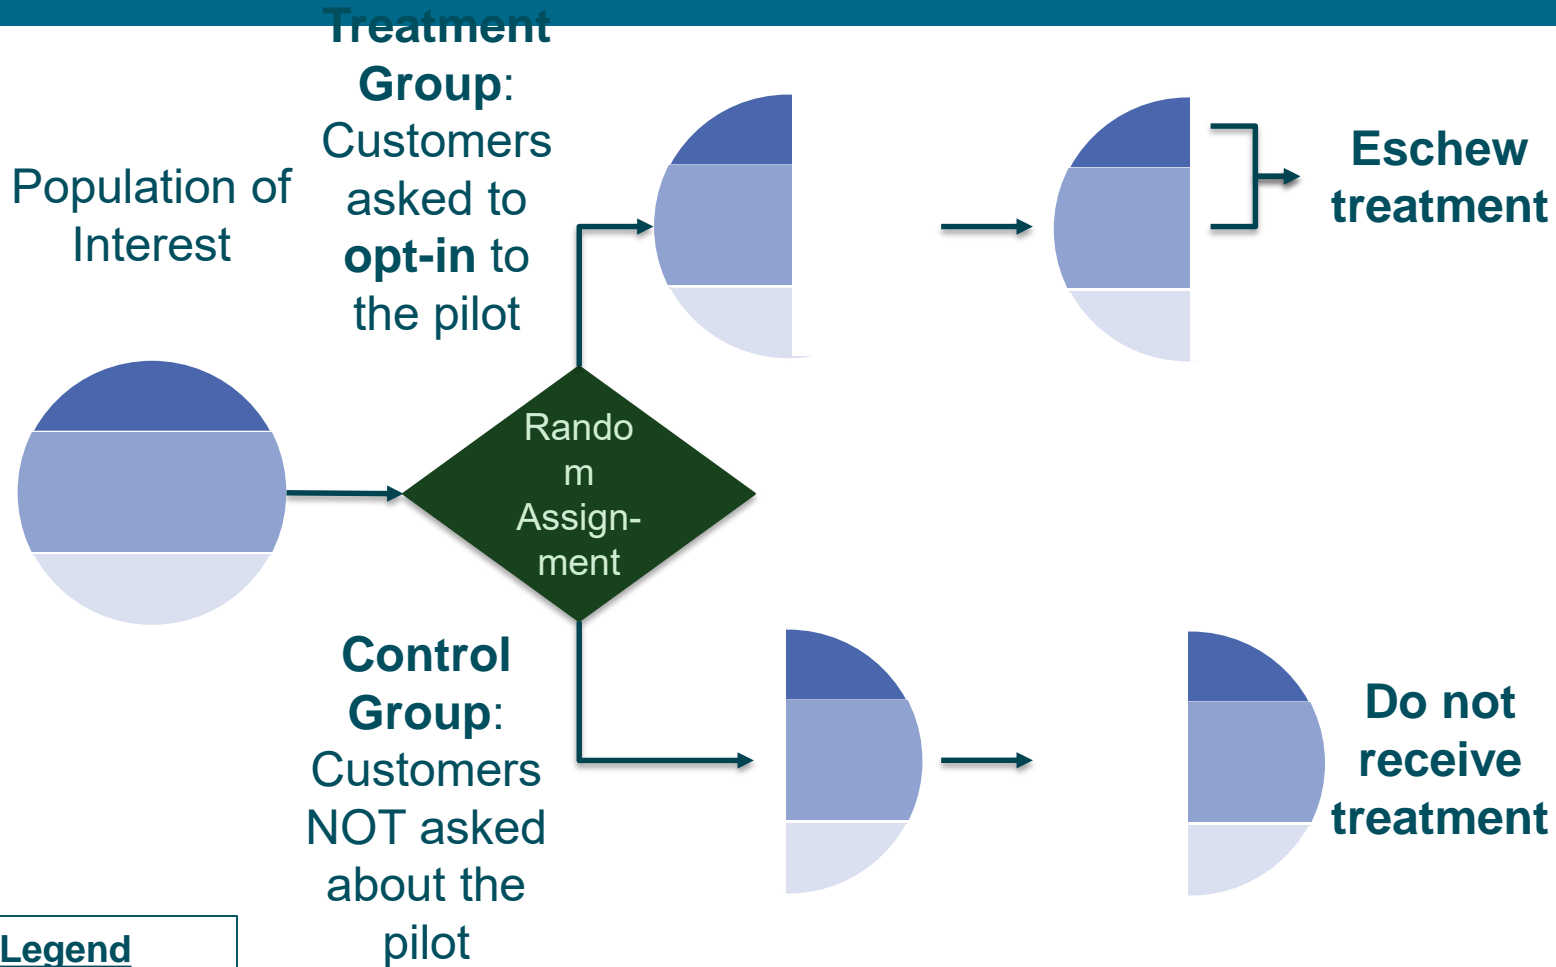 Population of
Interest
Treatment
Group:
Customers
asked to
opt-in to
the pilot
Eschew
treatment
Rando
m
Assign-
ment
Control
Group:
Customers
NOT asked
about the
pilot
Do not
receive
treatment
Legend